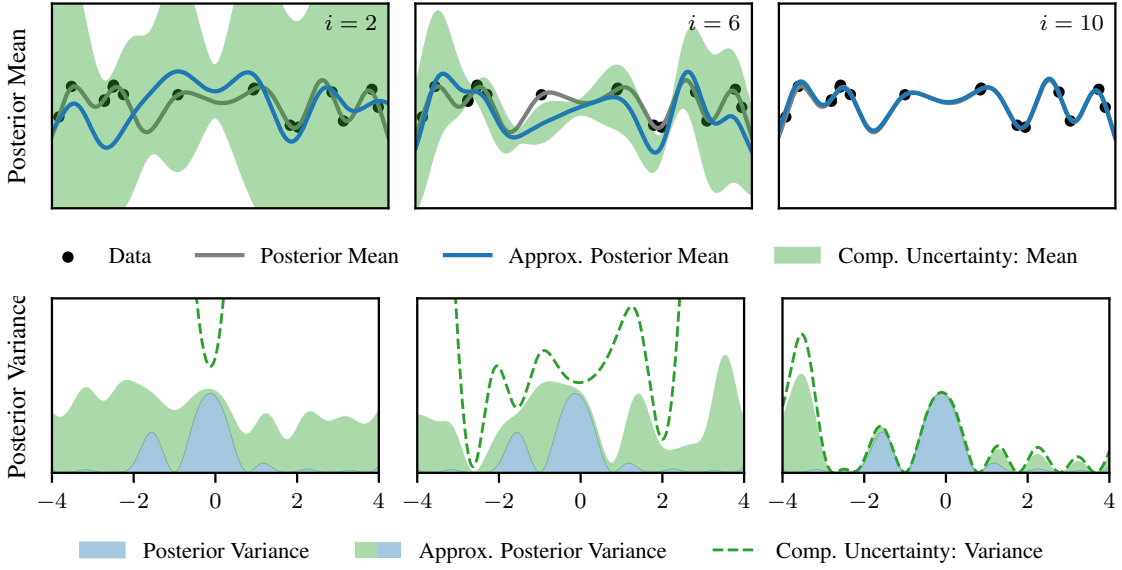 Posterior Mean
i = 2
i = 6
i = 10
Data
Posterior Mean
Approx. Posterior Mean
Comp. Uncertainty: Mean
Posterior Variance
−4 −2 0 2 4
−4 −2 0 2 4
−4 −2 0 2 4
Posterior Variance
Approx. Posterior Variance
Comp. Uncertainty: Variance